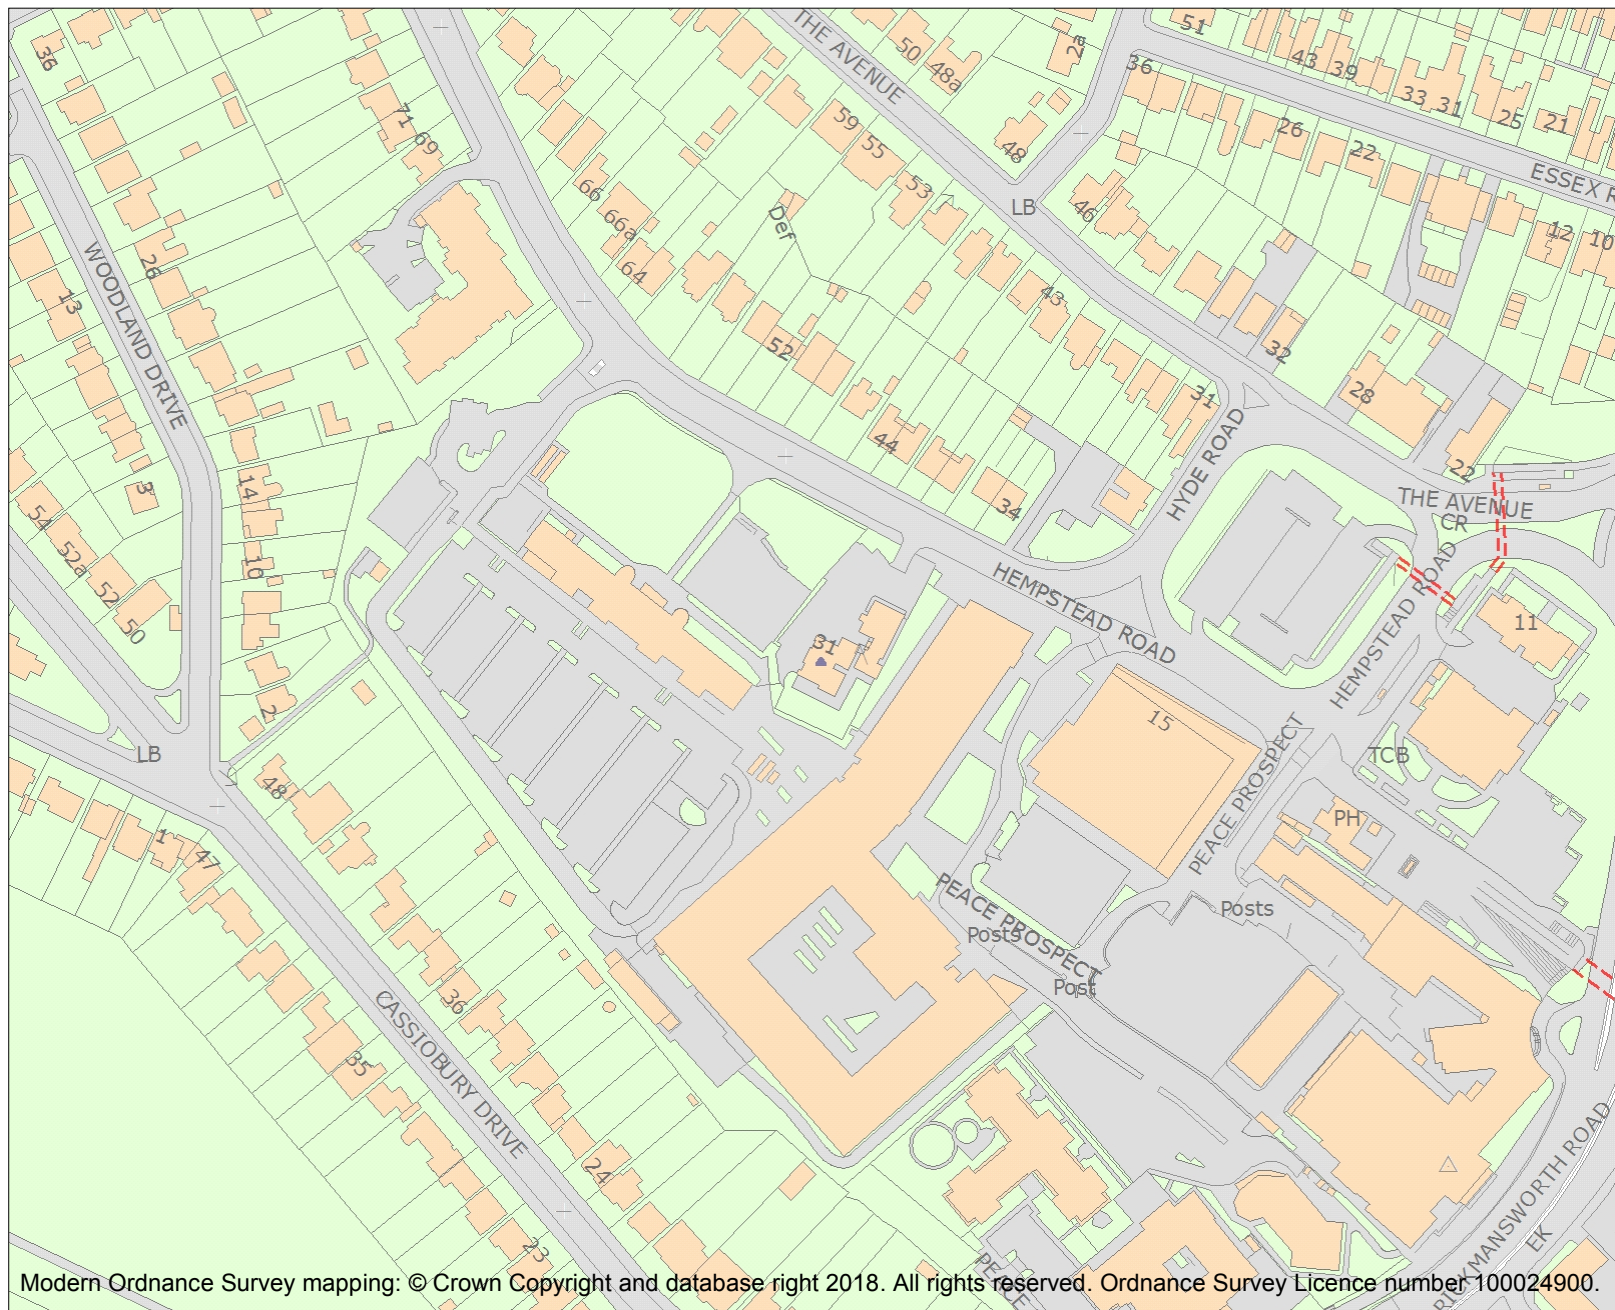 THE AVENUE
50
48a
2a
51
43
39
36
33
31
25
21
36
71
69
59
55
48
26
22
ESSEX R
53
66
66a
64
Def
LB
46
12
10
WOODLAND DRIVE
26
13
43
52
32
28
31
44
34
HYDE ROAD
22
THE AVENUE
CR
3
14
54
52a
52
50
10
2
HEMPSTEAD ROAD
HEMPSTEAD ROAD
11
31
15
LB
48
TCB
PEACE PROSPECT
PH
1
47
PEACE PROSPECT
Posts
Posts
Post
36
CASSIOBURY DRIVE
35
24
23
RICKMANSWORTH ROAD
EK
PEACE
Modern Ordnance Survey mapping: © Crown Copyright and database right 2018. All rights reserved. Ordnance Survey Licence number 100024900.